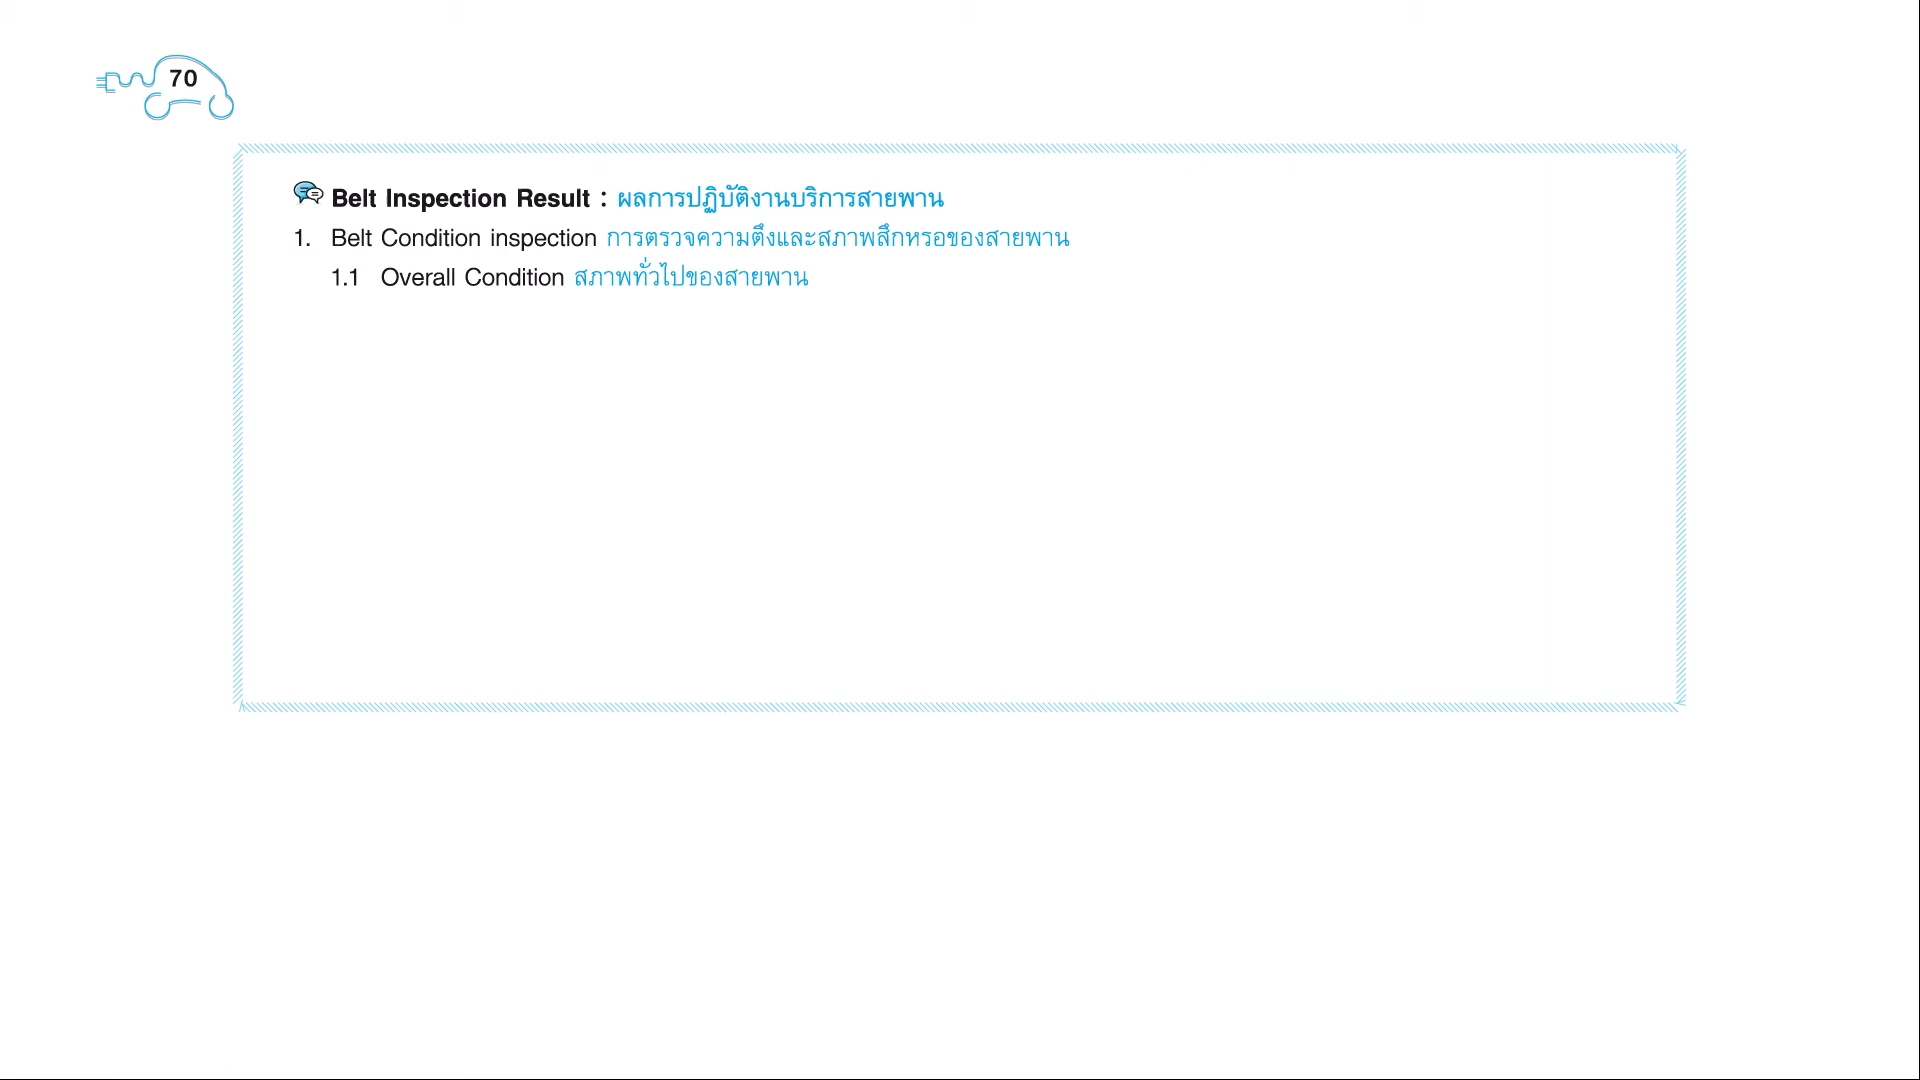 70
Belt Inspection Result : ผลการปฏิบัติงานบริการสายพาน
1. Belt Condition inspection การตรวจความตึงและสภาพสึกหรอของสายพาน
1.1 Overall Condition สภาพทั่วไปของสายพาน